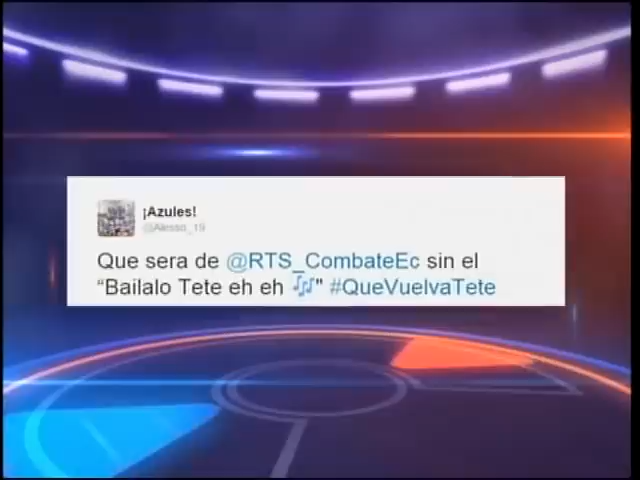 ¡Azules!
@Alesso_19
Que sera de @RTS_CombateEc sin el
“Bailalo Tete eh eh 🎶" #QueVuelvaTete